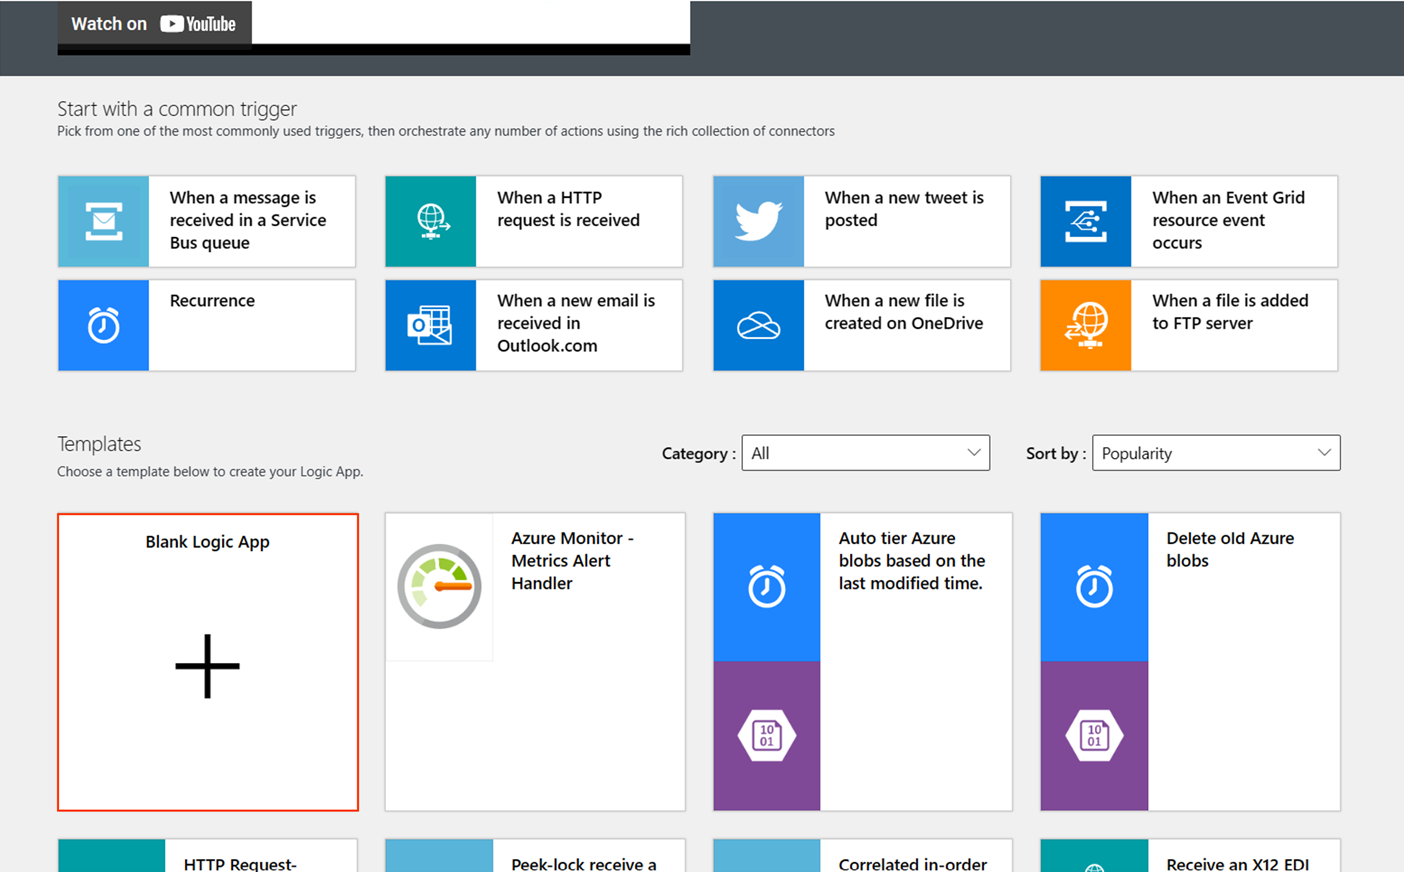 Watch on YouTube
Start with a common trigger
Pick from one of the most commonly used triggers, then orchestrate any number of actions using the rich collection of connectors
When a message is
received in a Service
Bus queue
When a HTTP
request is received
When a new tweet is
posted
When an Event Grid
resource event
occurs
Recurrence
When a new email is
received in
Outlook.com
When a new file is
created on OneDrive
When a file is added
to FTP server
Templates
Choose a template below to create your Logic App.
Category : All
Sort by : Popularity
Blank Logic App
Azure Monitor -
Metrics Alert
Handler
Auto tier Azure
blobs based on the
last modified time.
10
01
Delete old Azure
blobs
10
01
HTTP Request-
Peek-lock receive a
Correlated in-order
Receive an X12 EDI